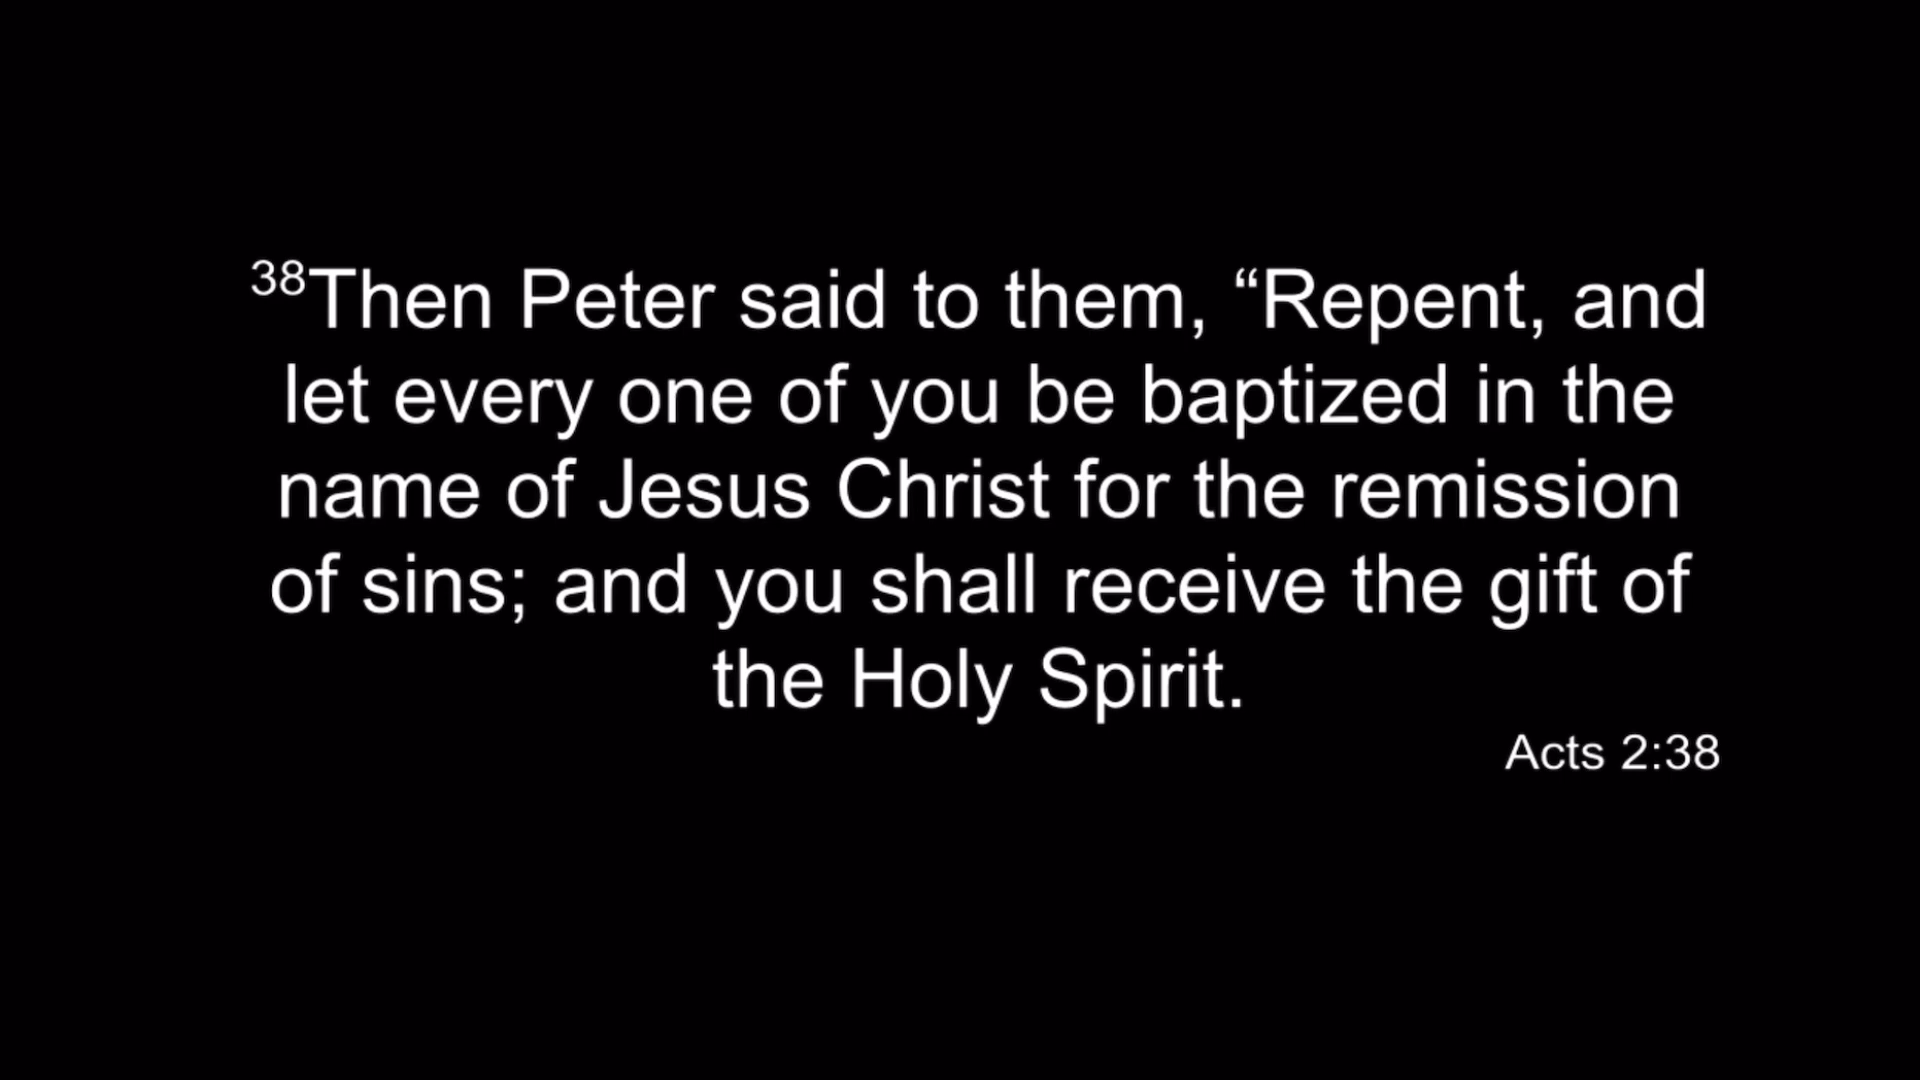 ³⁸Then Peter said to them, “Repent, and
let every one of you be baptized in the
name of Jesus Christ for the remission
of sins; and you shall receive the gift of
the Holy Spirit.
Acts 2:38